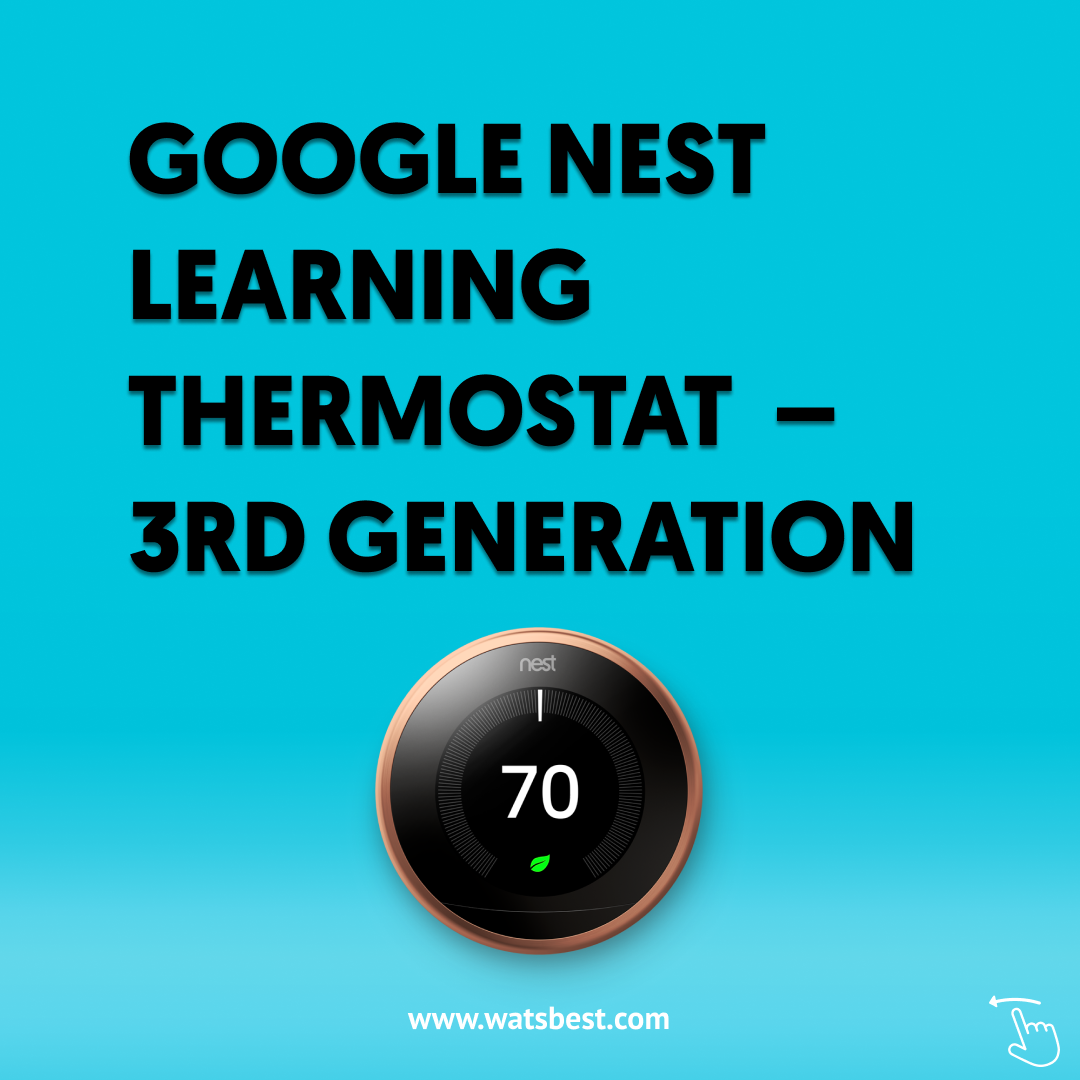 GOOGLE NEST
LEARNING
THERMOSTAT –
3RD GENERATION
nest
70
www.watsbest.com